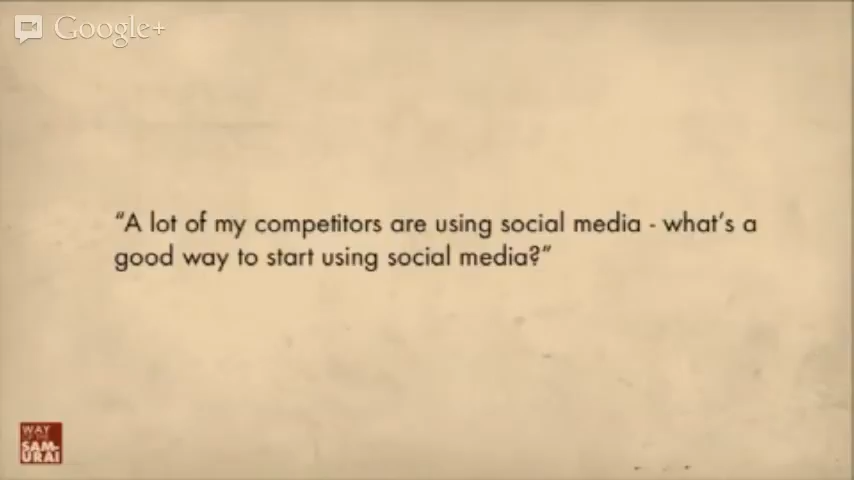 Google+
“A lot of my competitors are using social media - what’s a
good way to start using social media?”
WAY
SAM-
URAI